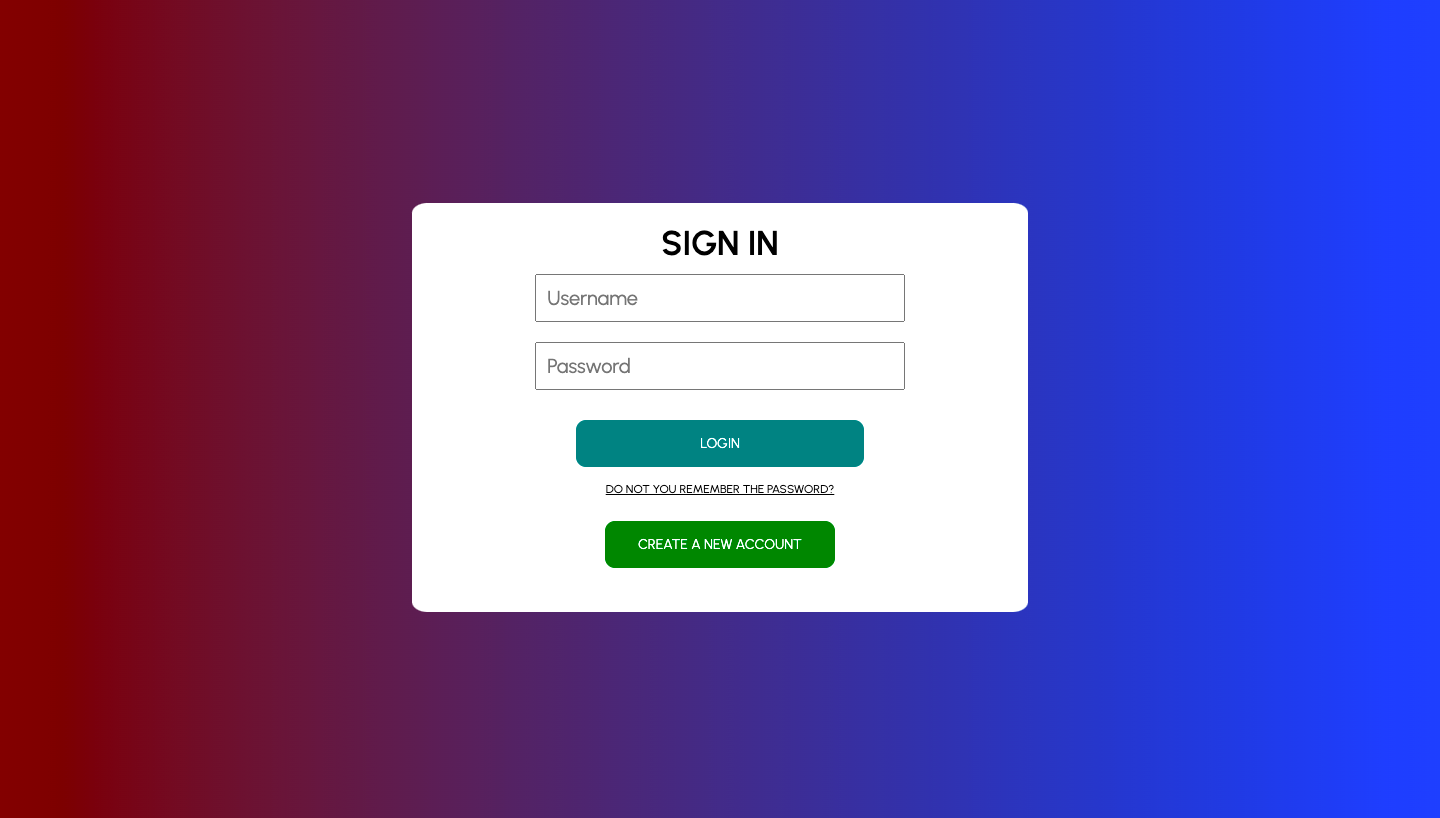 SIGN IN
Username
Password
LOGIN
DO NOT YOU REMEMBER THE PASSWORD?
CREATE A NEW ACCOUNT